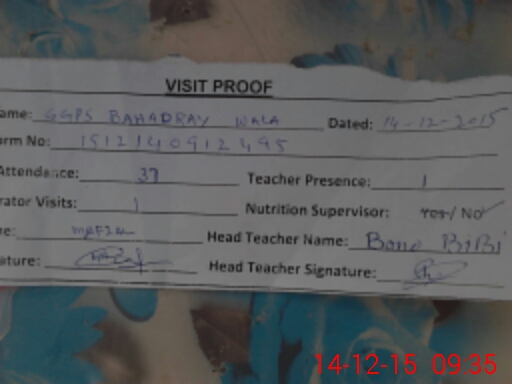 VISIT PROOF
ame: GGPS BAHADRAY WALA Dated: 14-12-2015
orm No: 1512140912495
Attendance: 37 Teacher Presence: 1
rator Visits: 1 Nutrition Supervisor: Yes/ No
e: Head Teacher Name: Bano BiBi
ature: Head Teacher Signature:
14-12-15 09:35